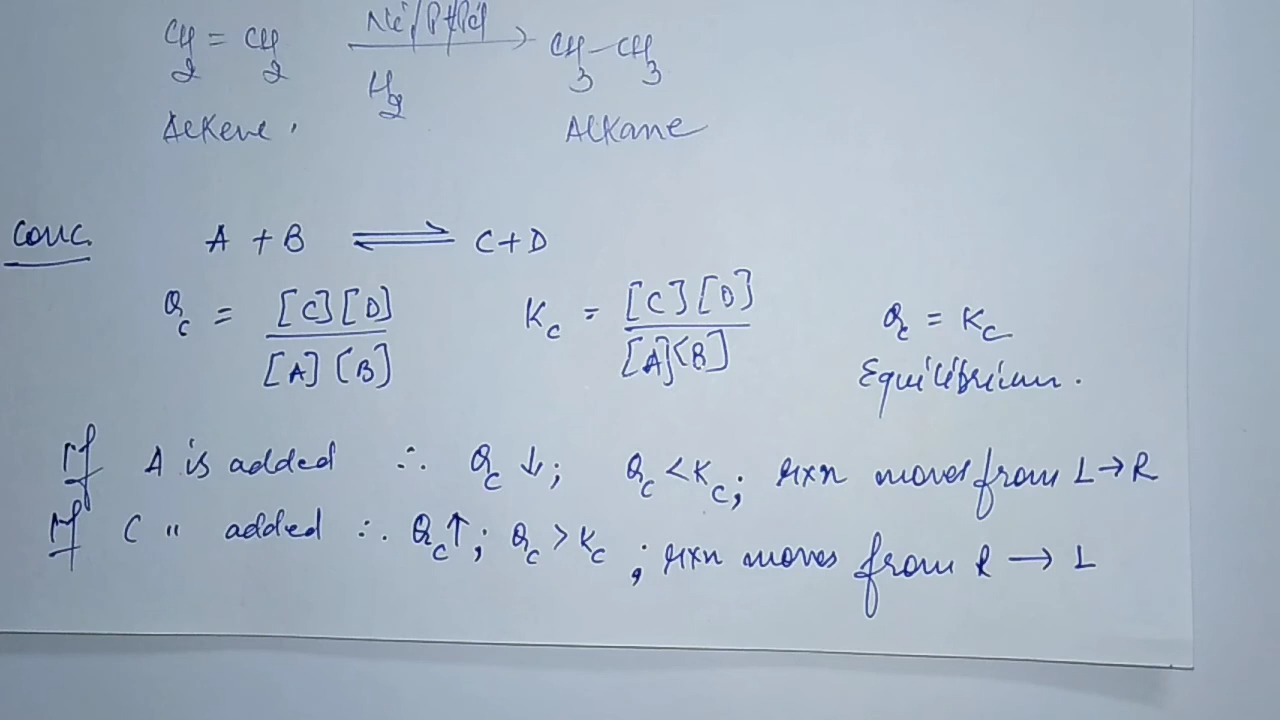 CH2 = CH2 Ni/Pt/Pd H2 → CH3-CH3
Alkene. Alkane
Conc. A + B ⇌ C + D
Qc = [C][D] / [A][B] Kc = [C][D] / [A][B] Qc = Kc
Equilibrium.
If A is added ∴ Qc ↓; Qc < Kc; rxn moves from L → R
If C " added ∴ Qc ↑; Qc > Kc; rxn moves from R → L